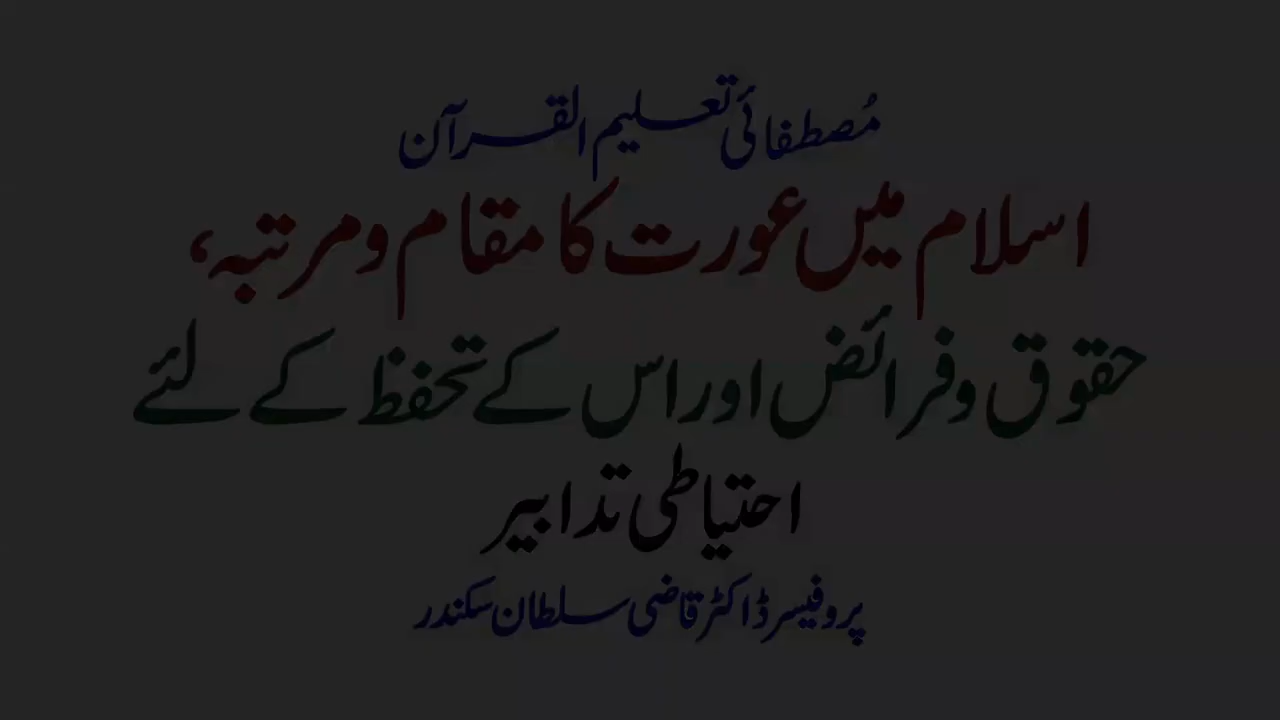 مُصطفائی تعلیم القرآن
اسلام میں عورت کا مقام و مرتبہ،
حقوق و فرائض اور اس کے تحفظ کے لئے
احتیاطی تدابیر
پروفیسر ڈاکٹر قاضی سلطان سکندر